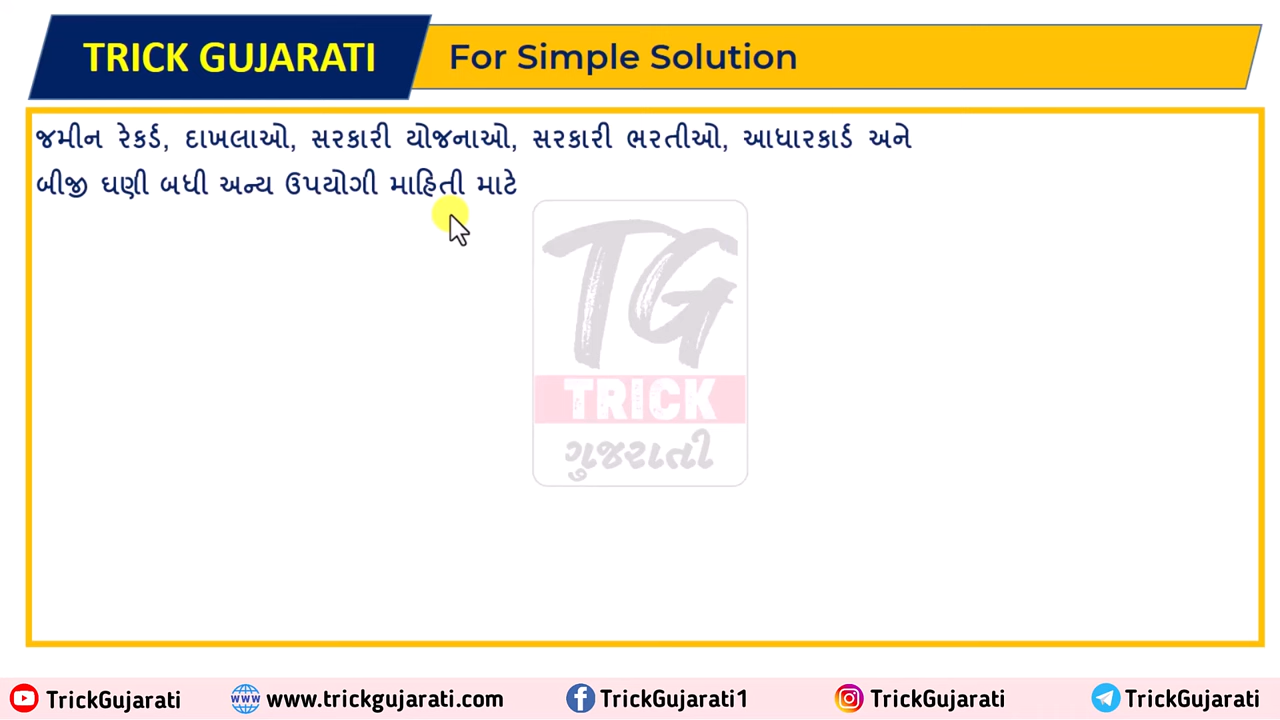 TRICK GUJARATI For Simple Solution
જમીન રેકર્ડ, દાખલાઓ, સરકારી યોજનાઓ, સરકારી ભરતીઓ, આધારકાર્ડ અને
બીજી ઘણી બધી અન્ય ઉપયોગી માહિતી માટે
TG
TRICK
ગુજરાતી
TrickGujarati www.trickgujarati.com TrickGujarati1 TrickGujarati TrickGujarati